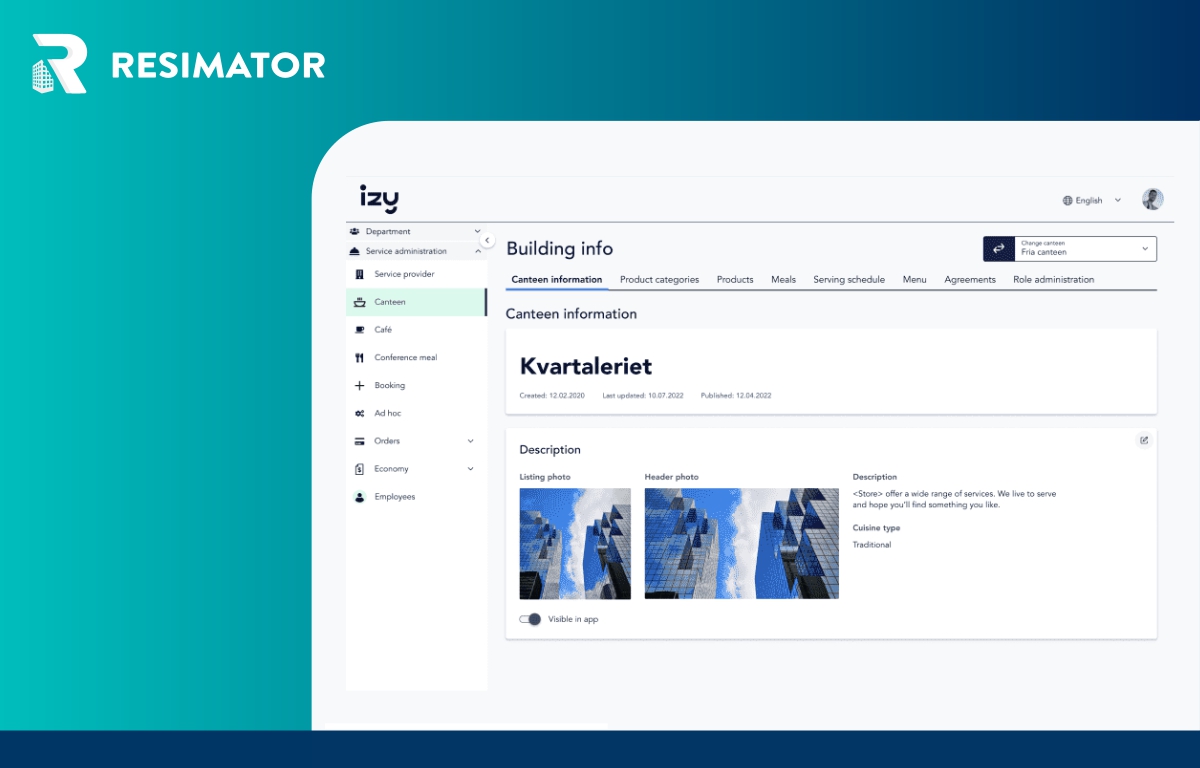 RESIMATOR
izy
English
Department
Service administration
Service provider
Canteen
Café
Conference meal
Booking
Ad hoc
Orders
Economy
Employees
Building info
Change canteen
Fria canteen
Canteen information
Product categories
Products
Meals
Serving schedule
Menu
Agreements
Role administration
Canteen information
Kvartaleriet
Created: 12.02.2020
Last updated: 10.07.2022
Published: 12.04.2022
Description
Listing photo
Header photo
Description
<Store> offer a wide range of services. We live to serve
and hope you'll find something you like.
Cuisine type
Traditional
Visible in app